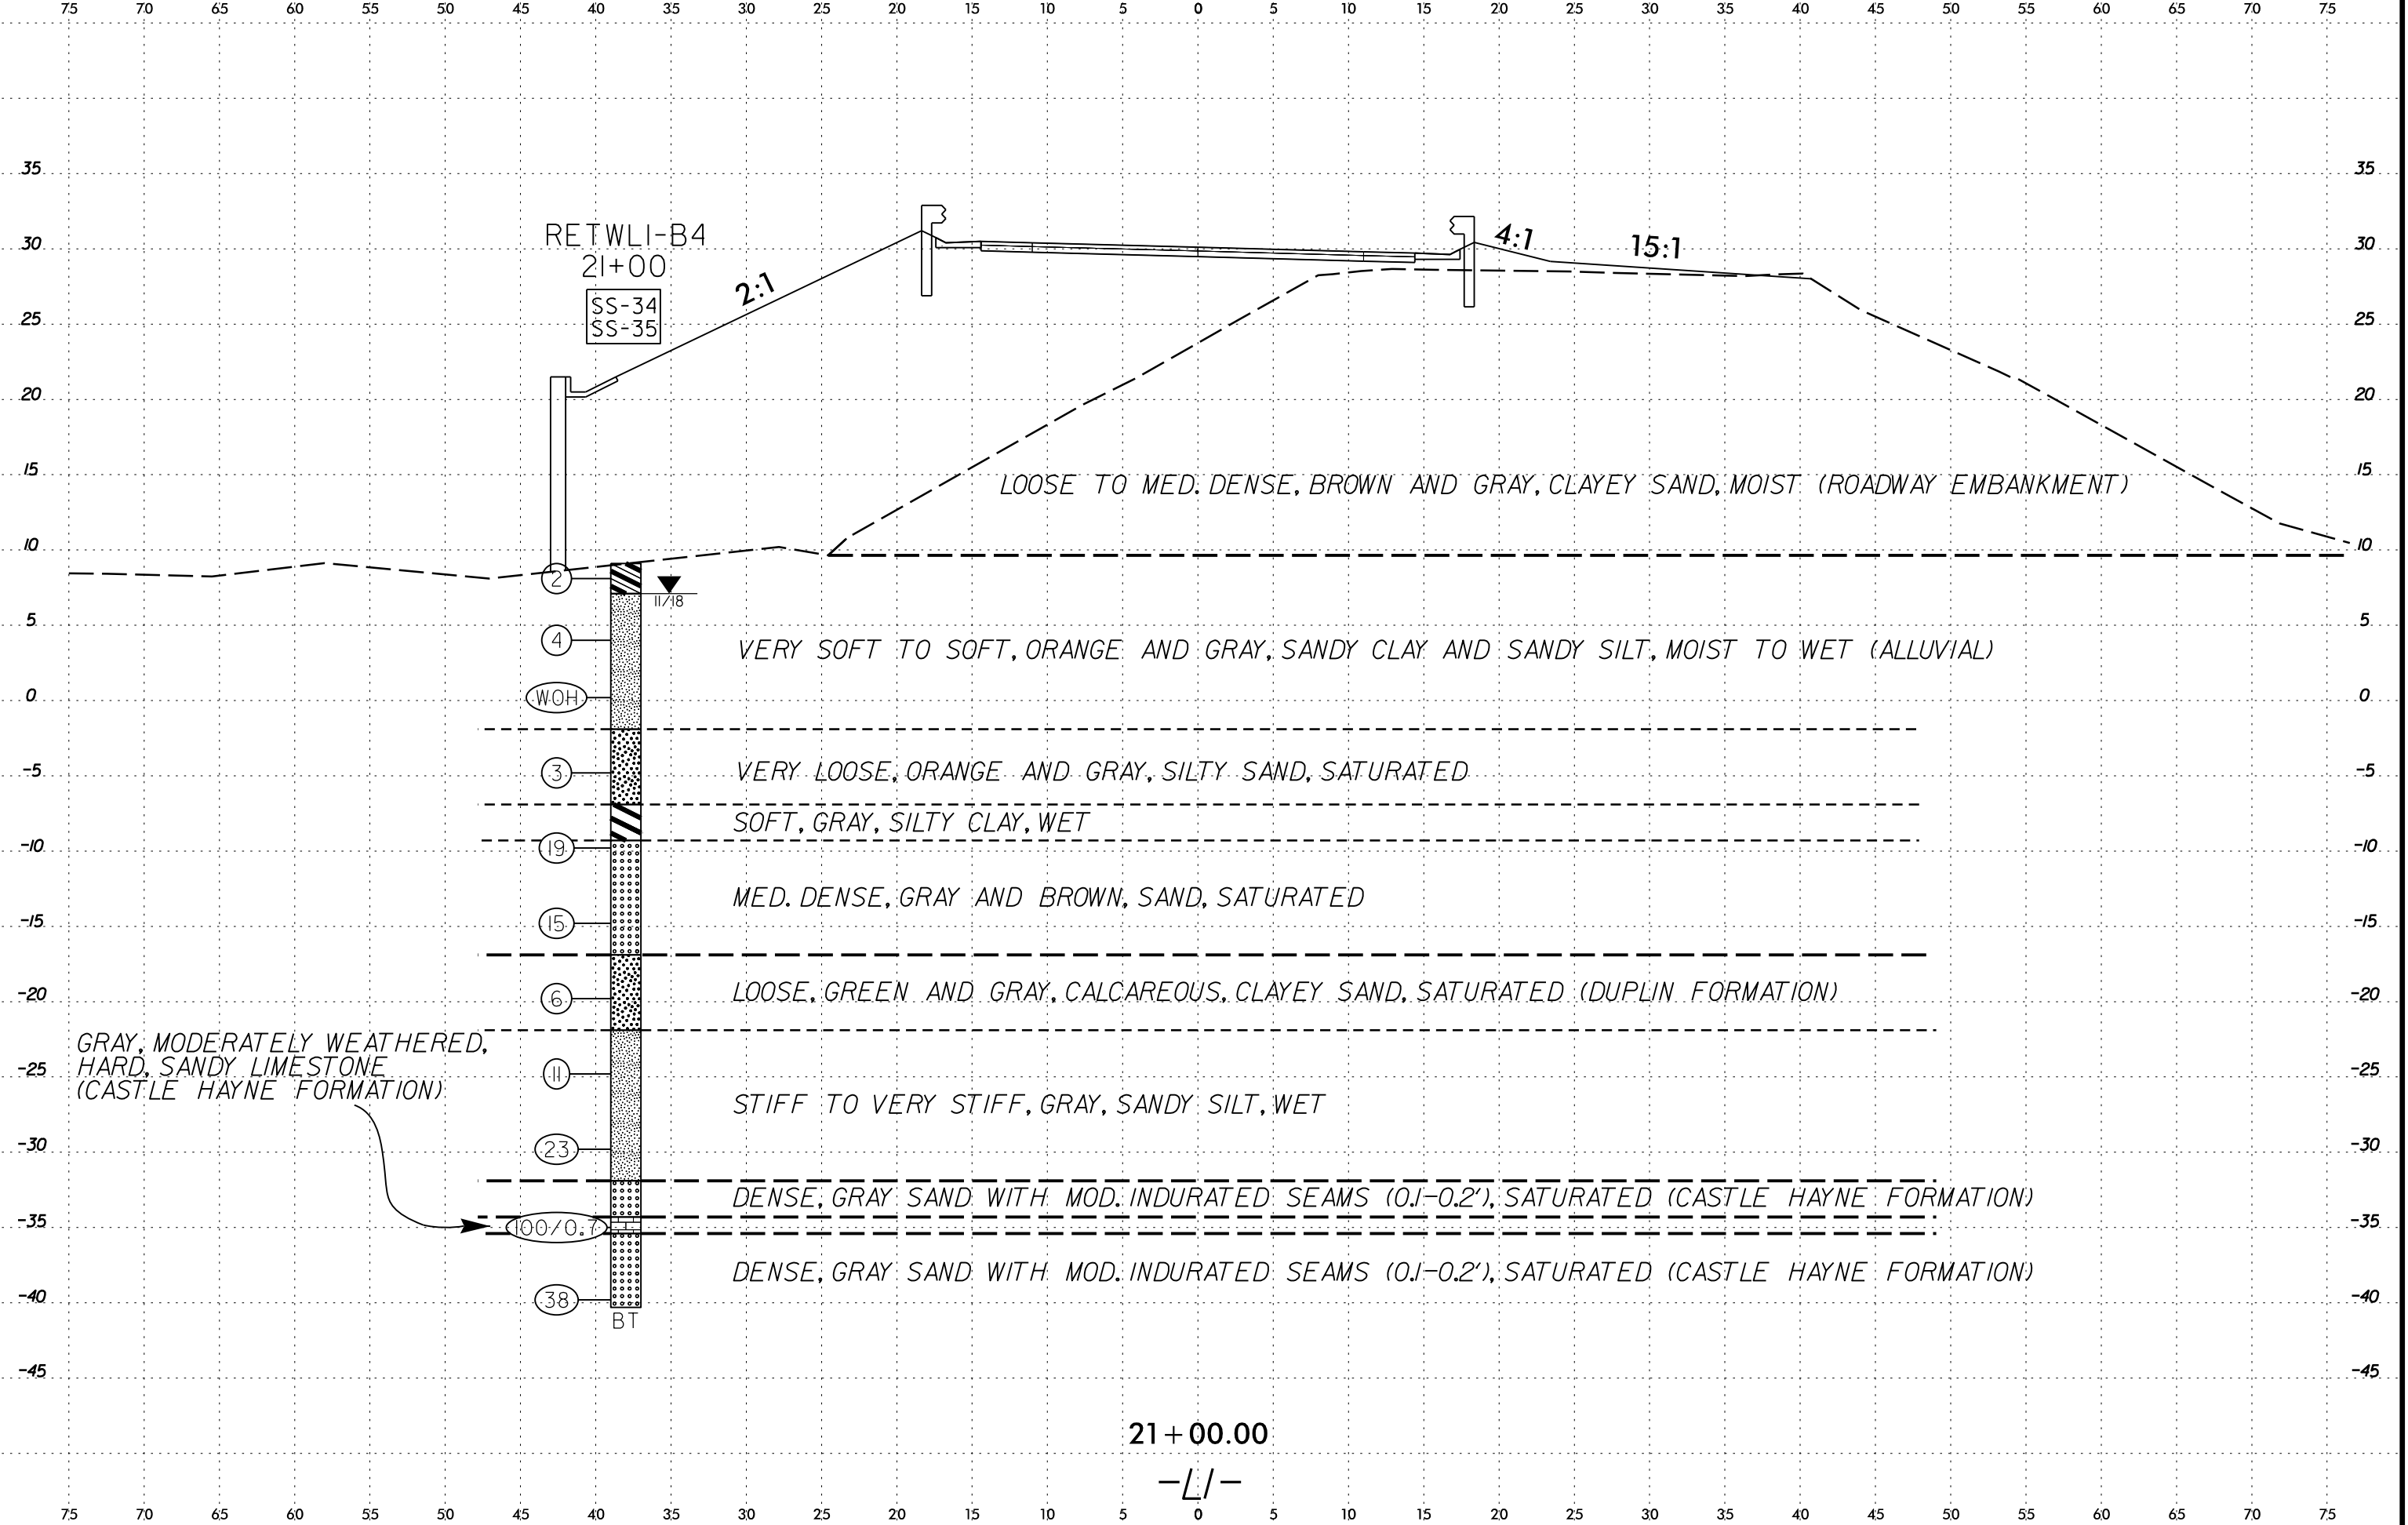 75 70 65 60 55 50 45 40 35 30 25 20 15 10 5 0 5 10 15 20 25 30 35 40 45 50 55 60 65 70 75
35 35
RETWL1-B4
21+00
SS-34
SS-35
2:1
4:1
15:1
30 30
25 25
20 20
15 15
LOOSE TO MED. DENSE, BROWN AND GRAY, CLAYEY SAND, MOIST (ROADWAY EMBANKMENT)
10 10
2
11/18
5 5
4
VERY SOFT TO SOFT, ORANGE AND GRAY, SANDY CLAY AND SANDY SILT, MOIST TO WET (ALLUVIAL)
0 WOH 0
-5 3 VERY LOOSE, ORANGE AND GRAY, SILTY SAND, SATURATED -5
SOFT, GRAY, SILTY CLAY, WET
-10 19 -10
MED. DENSE, GRAY AND BROWN, SAND, SATURATED
-15 15 -15
-20 6 LOOSE, GREEN AND GRAY, CALCAREOUS, CLAYEY SAND, SATURATED (DUPLIN FORMATION) -20
GRAY, MODERATELY WEATHERED,
HARD, SANDY LIMESTONE
(CASTLE HAYNE FORMATION)
-25 11 -25
STIFF TO VERY STIFF, GRAY, SANDY SILT, WET
-30 23 -30
DENSE, GRAY SAND WITH MOD. INDURATED SEAMS (0.1-0.2'), SATURATED (CASTLE HAYNE FORMATION)
-35 100/0.7 -35
DENSE, GRAY SAND WITH MOD. INDURATED SEAMS (0.1-0.2'), SATURATED (CASTLE HAYNE FORMATION)
-40 38 -40
BT
-45 -45
21+00.00
-L1-
75 70 65 60 55 50 45 40 35 30 25 20 15 10 5 0 5 10 15 20 25 30 35 40 45 50 55 60 65 70 75